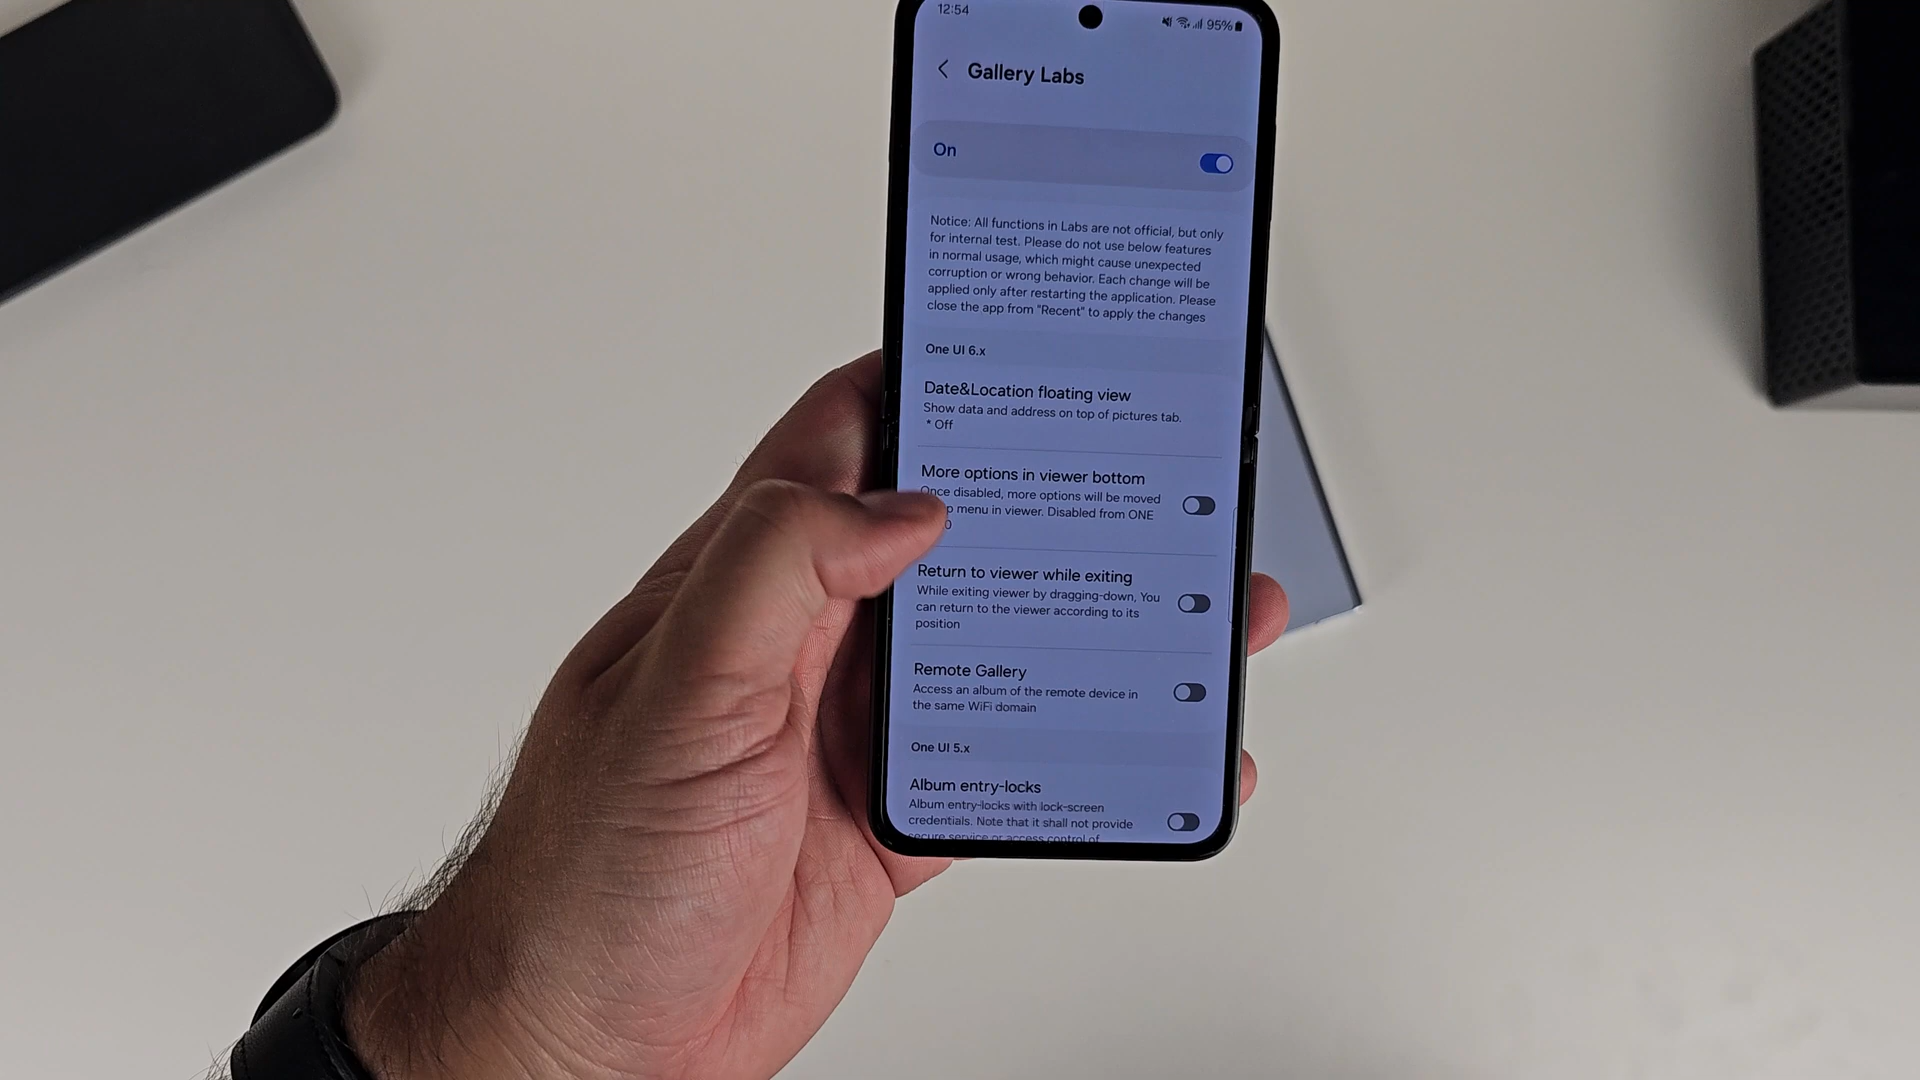 12:54
95%
Gallery Labs
On
Notice: All functions in Labs are not official, but only
for internal test. Please do not use below features
in normal usage, which might cause unexpected
corruption or wrong behavior. Each change will be
applied only after restarting the application. Please
close the app from "Recent" to apply the changes
One UI 6.x
Date&Location floating view
Show data and address on top of pictures tab.
* Off
More options in viewer bottom
Once disabled, more options will be moved
menu in viewer. Disabled from ONE
Return to viewer while exiting
While exiting viewer by dragging-down, You
can return to the viewer according to its
position
Remote Gallery
Access an album of the remote device in
the same WiFi domain
One UI 5.x
Album entry-locks
Album entry-locks with lock-screen
credentials. Note that it shall not provide
secure service or access control of